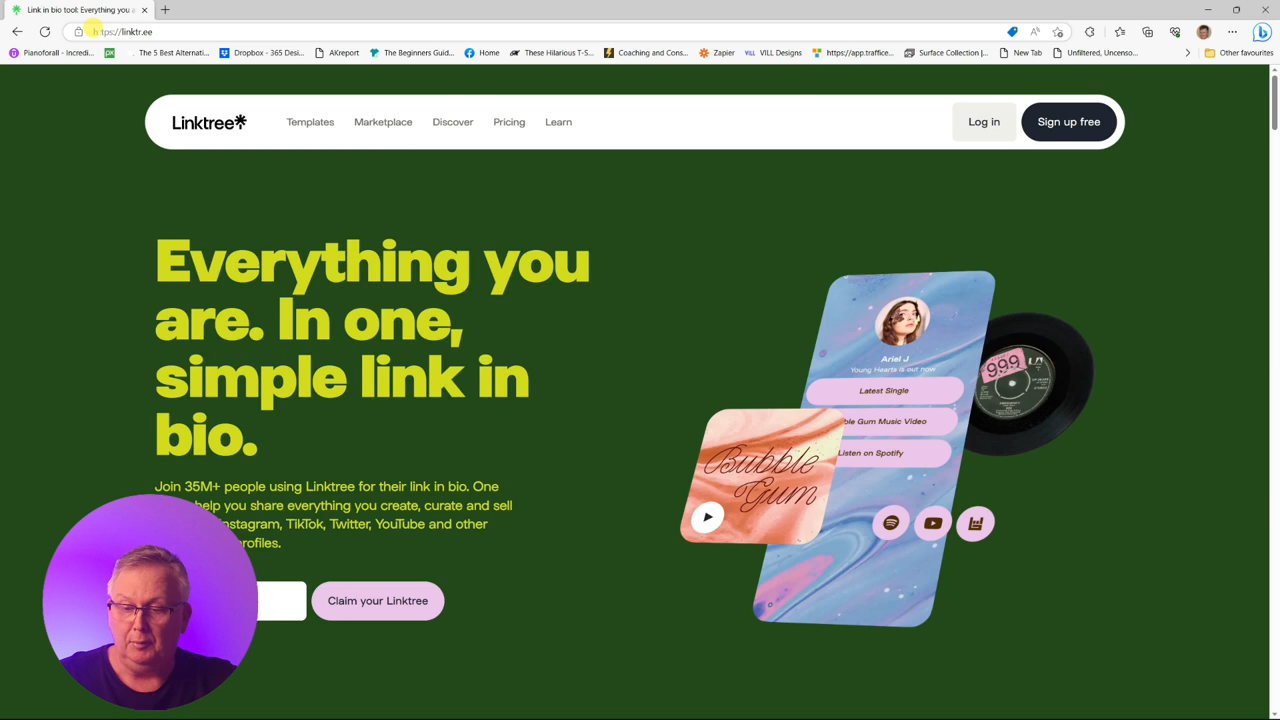 Link in bio tool: Everything you a
https://linktr.ee
Pianoforall - Incredi...
The 5 Best Alternati...
Dropbox - 365 Desi...
AKreport
The Beginners Guid...
Home
These Hilarious T-S...
Coaching and Cons...
Zapier
VILL Designs
https://app.traffice...
Surface Collection |...
New Tab
Unfiltered, Uncenso...
Other favourites
Linktree
Templates
Marketplace
Discover
Pricing
Learn
Log in
Sign up free
Everything you
are. In one,
simple link in
bio.
Join 35M+ people using Linktree for their link in bio. One
help you share everything you create, curate and sell
nstagram, TikTok, Twitter, YouTube and other
rofiles.
Claim your Linktree
Ariel J
Young Hearts is out now
Latest Single
ble Gum Music Video
Listen on Spotify
Bubble
Gum
999